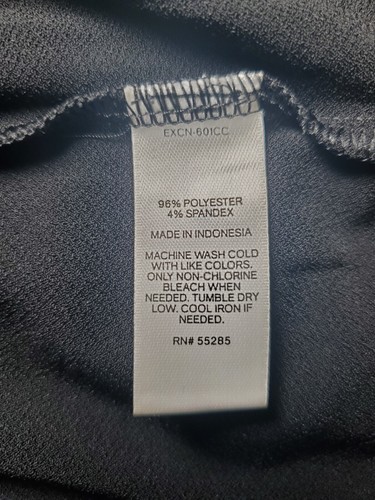 EXCN-601CC
96% POLYESTER
4% SPANDEX
MADE IN INDONESIA
MACHINE WASH COLD
WITH LIKE COLORS.
ONLY NON-CHLORINE
BLEACH WHEN
NEEDED. TUMBLE DRY
LOW. COOL IRON IF
NEEDED.
RN# 55285